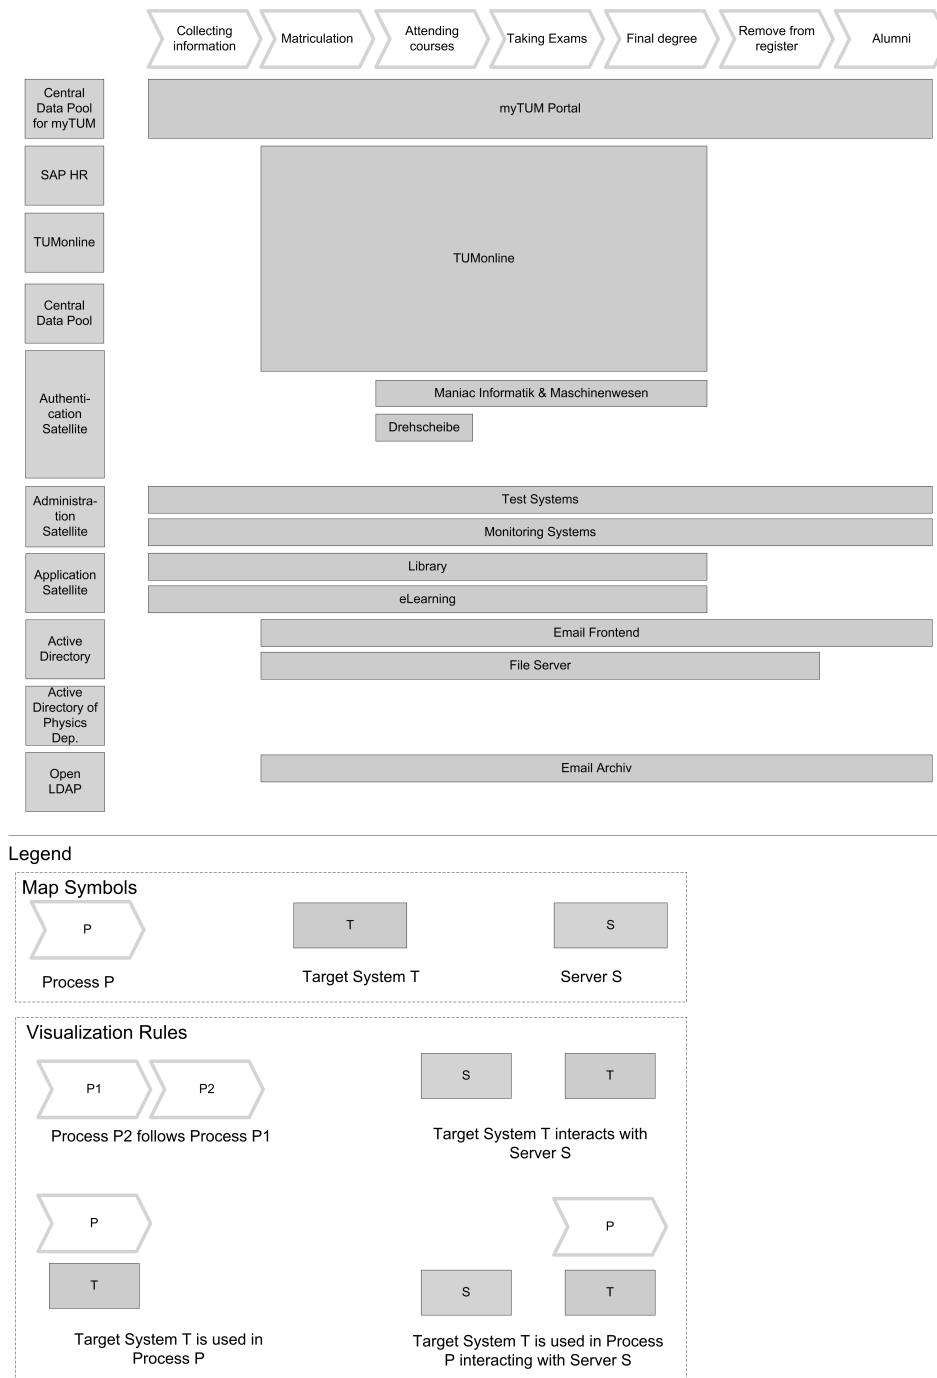 Collecting
information
Matriculation
Attending
courses
Taking Exams
Final degree
Remove from
register
Alumni
Central
Data Pool
for myTUM
myTUM Portal
SAP HR
TUMonline
TUMonline
Central
Data Pool
Authenti-
cation
Satellite
Maniac Informatik & Maschinenwesen
Drehscheibe
Administra-
tion
Satellite
Test Systems
Monitoring Systems
Application
Satellite
Library
eLearning
Active
Directory
Email Frontend
File Server
Active
Directory of
Physics
Dep.
Open
LDAP
Email Archiv
Legend
Map Symbols
P
T
S
Process P
Target System T
Server S
Visualization Rules
P1
P2
S
T
Process P2 follows Process P1
Target System T interacts with
Server S
P
T
Target System T is used in
Process P
P
S
T
Target System T is used in Process
P interacting with Server S